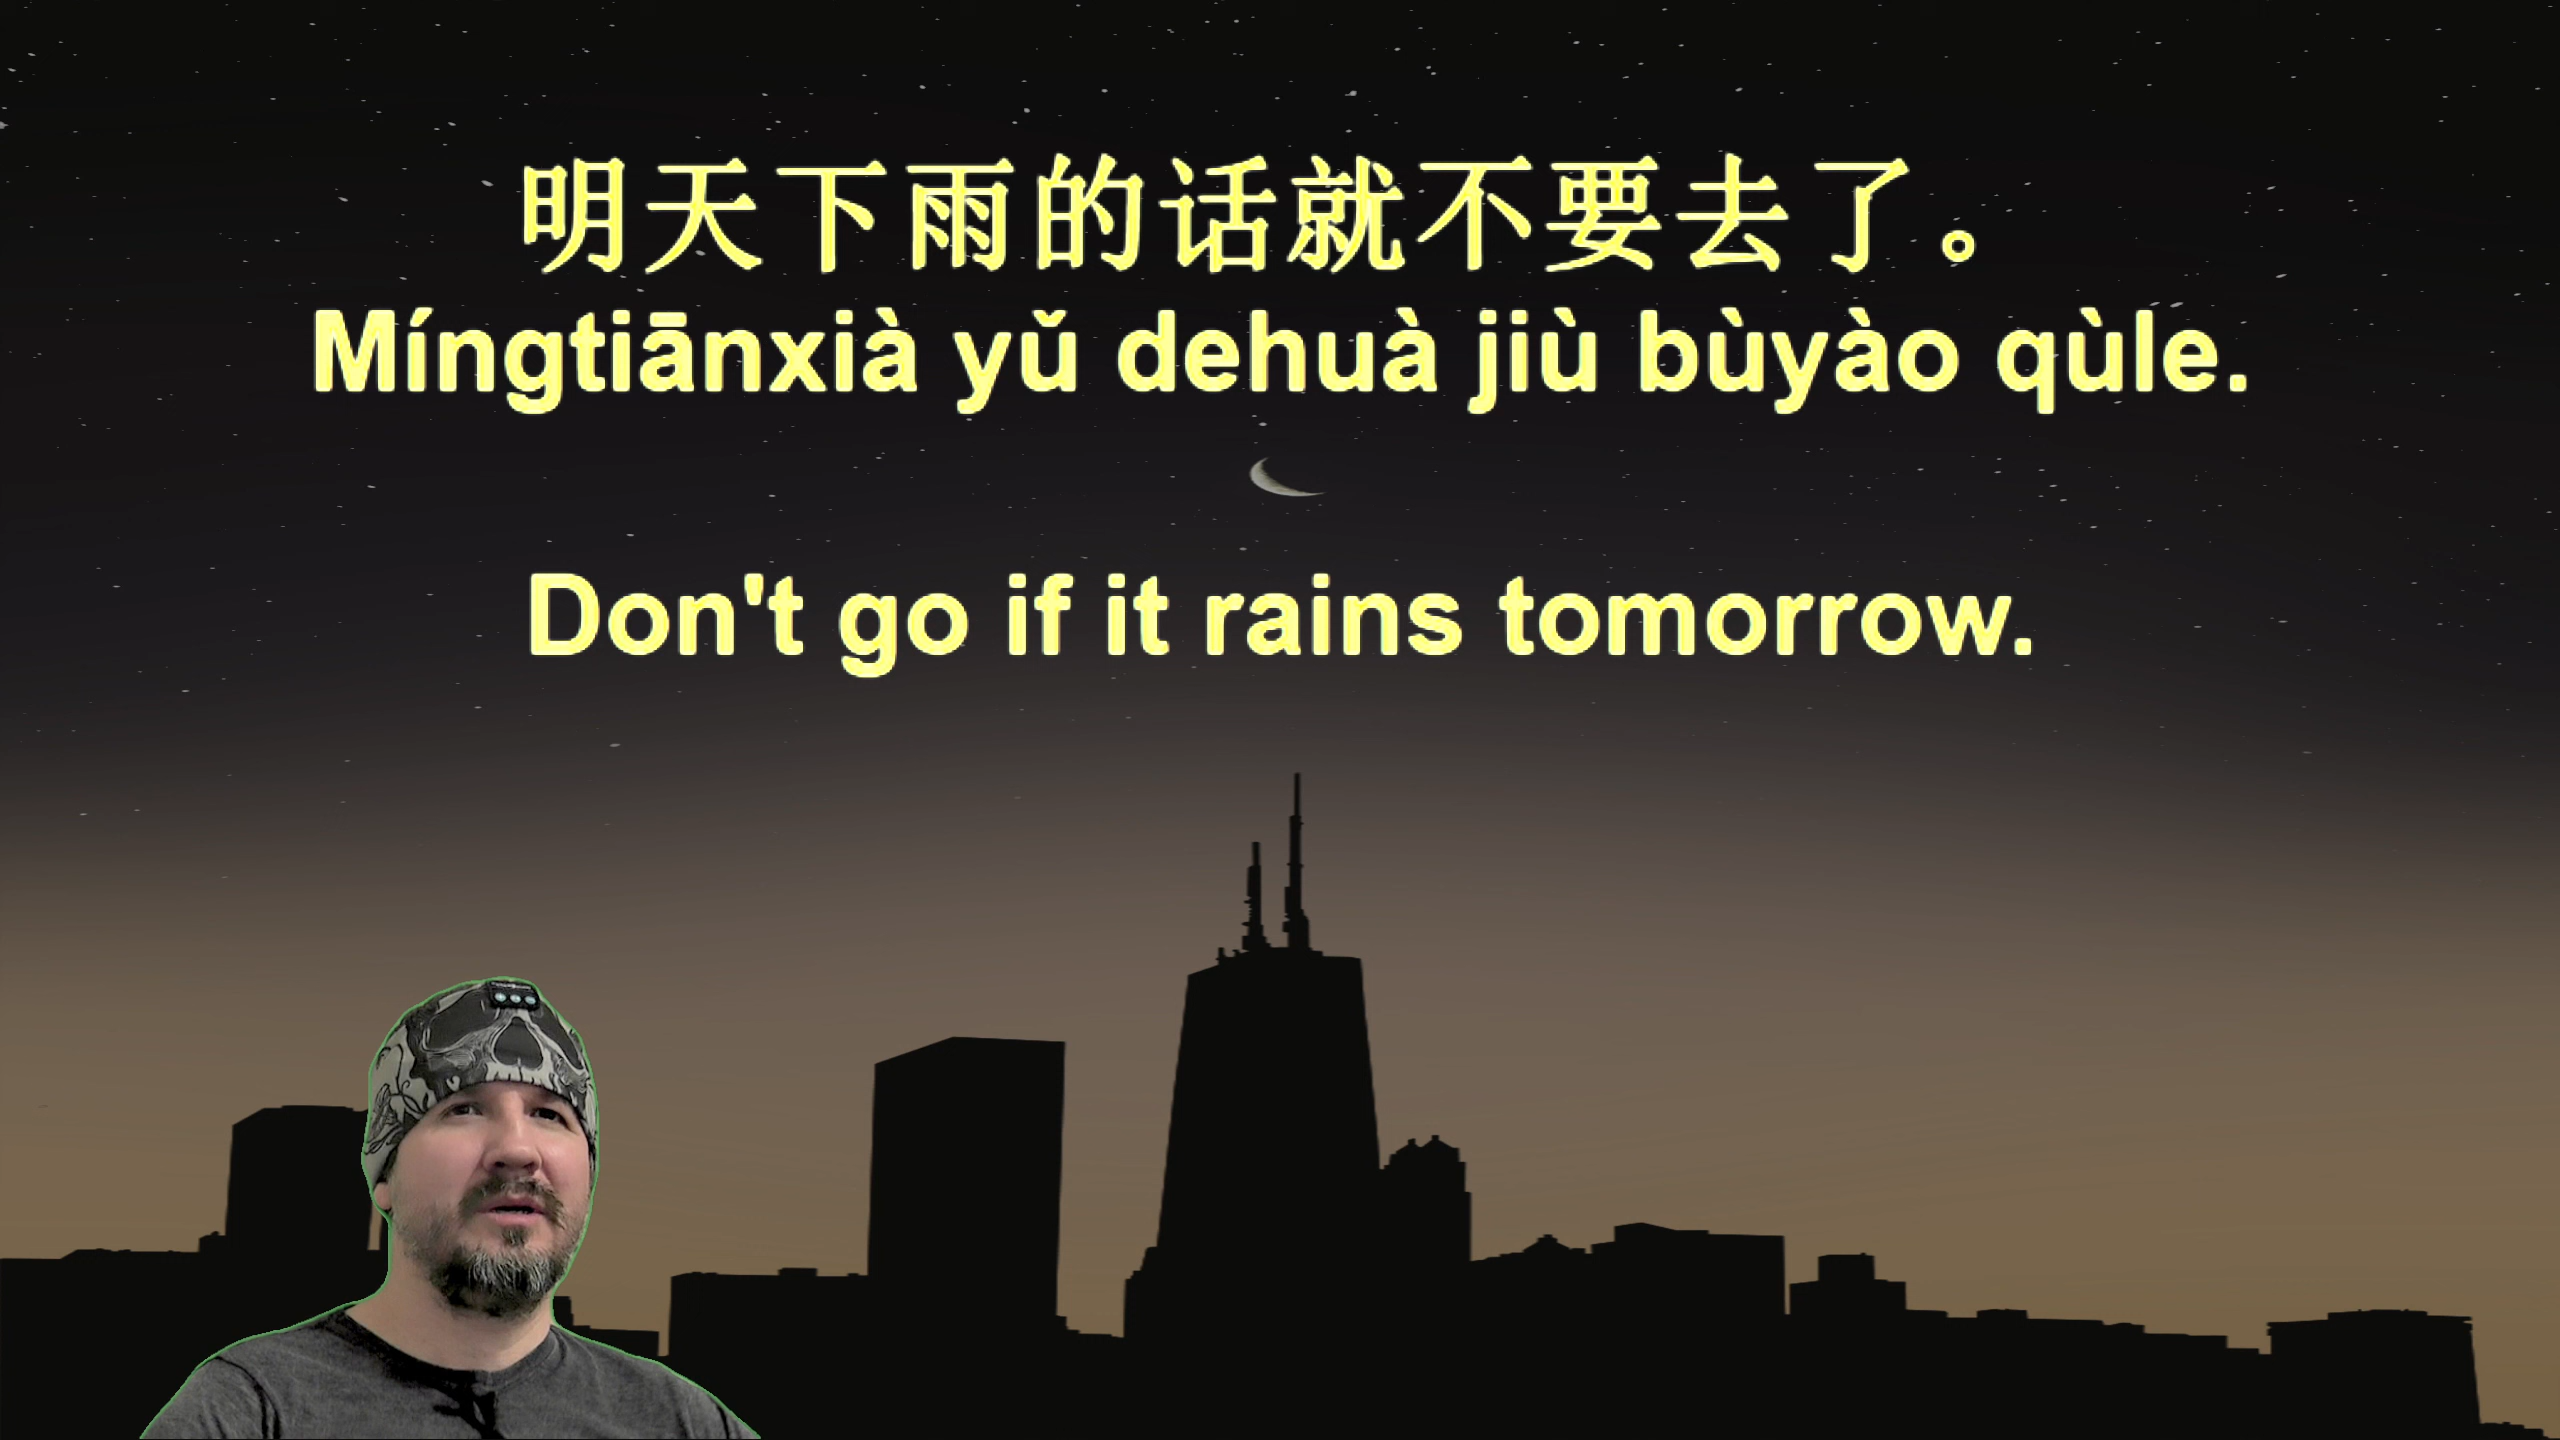 明天下雨的话就不要去了。
Míngtiānxià yǔ dehuà jiù bùyào qùle.
Don't go if it rains tomorrow.